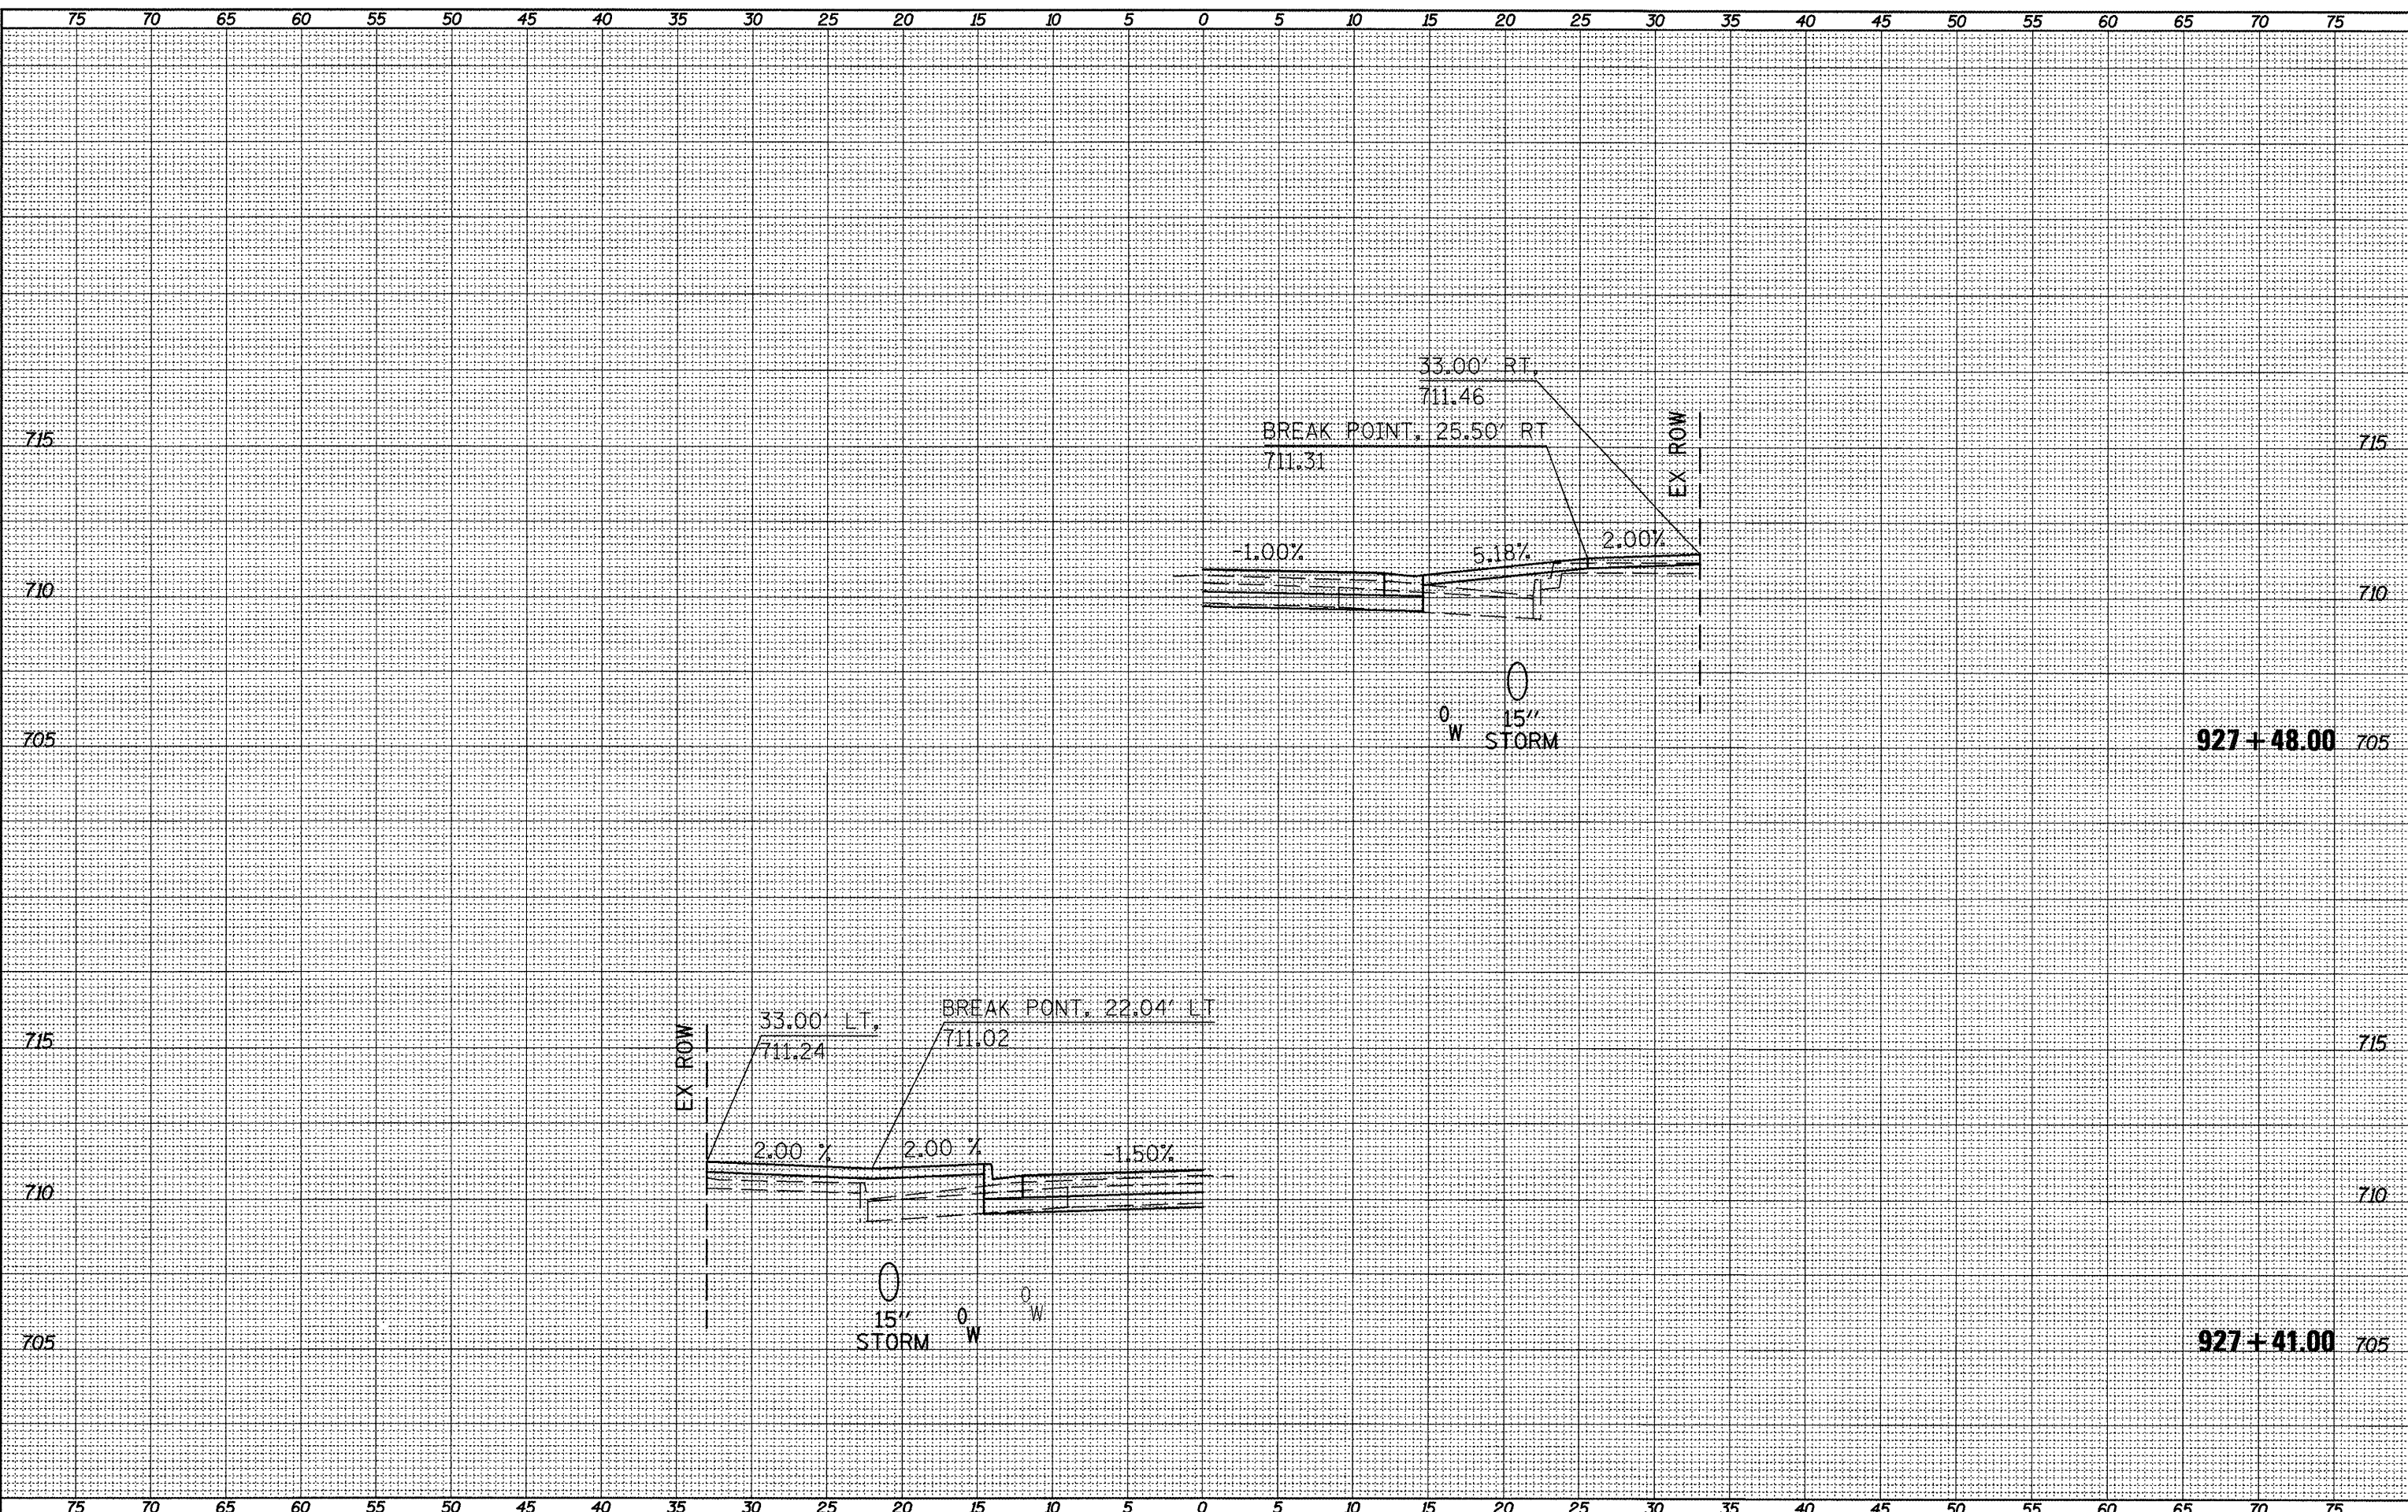 75 70 65 60 55 50 45 40 35 30 25 20 15 10 5 0 5 10 15 20 25 30 35 40 45 50 55 60 65 70 75
33.00' RT,
711.46
BREAK POINT, 25.50' RT
711.31
EX ROW
715 715
-1.00% 5.18% 2.00%
710 710
0 W
15''
STORM
705 927+48.00 705
EX ROW
33.00' LT,
711.24
BREAK PONT, 22.04' LT
711.02
715 715
2.00 % 2.00 % -1.50%
710 710
15''
STORM
0 W
0 W
705 927+41.00 705
75 70 65 60 55 50 45 40 35 30 25 20 15 10 5 0 5 10 15 20 25 30 35 40 45 50 55 60 65 70 75